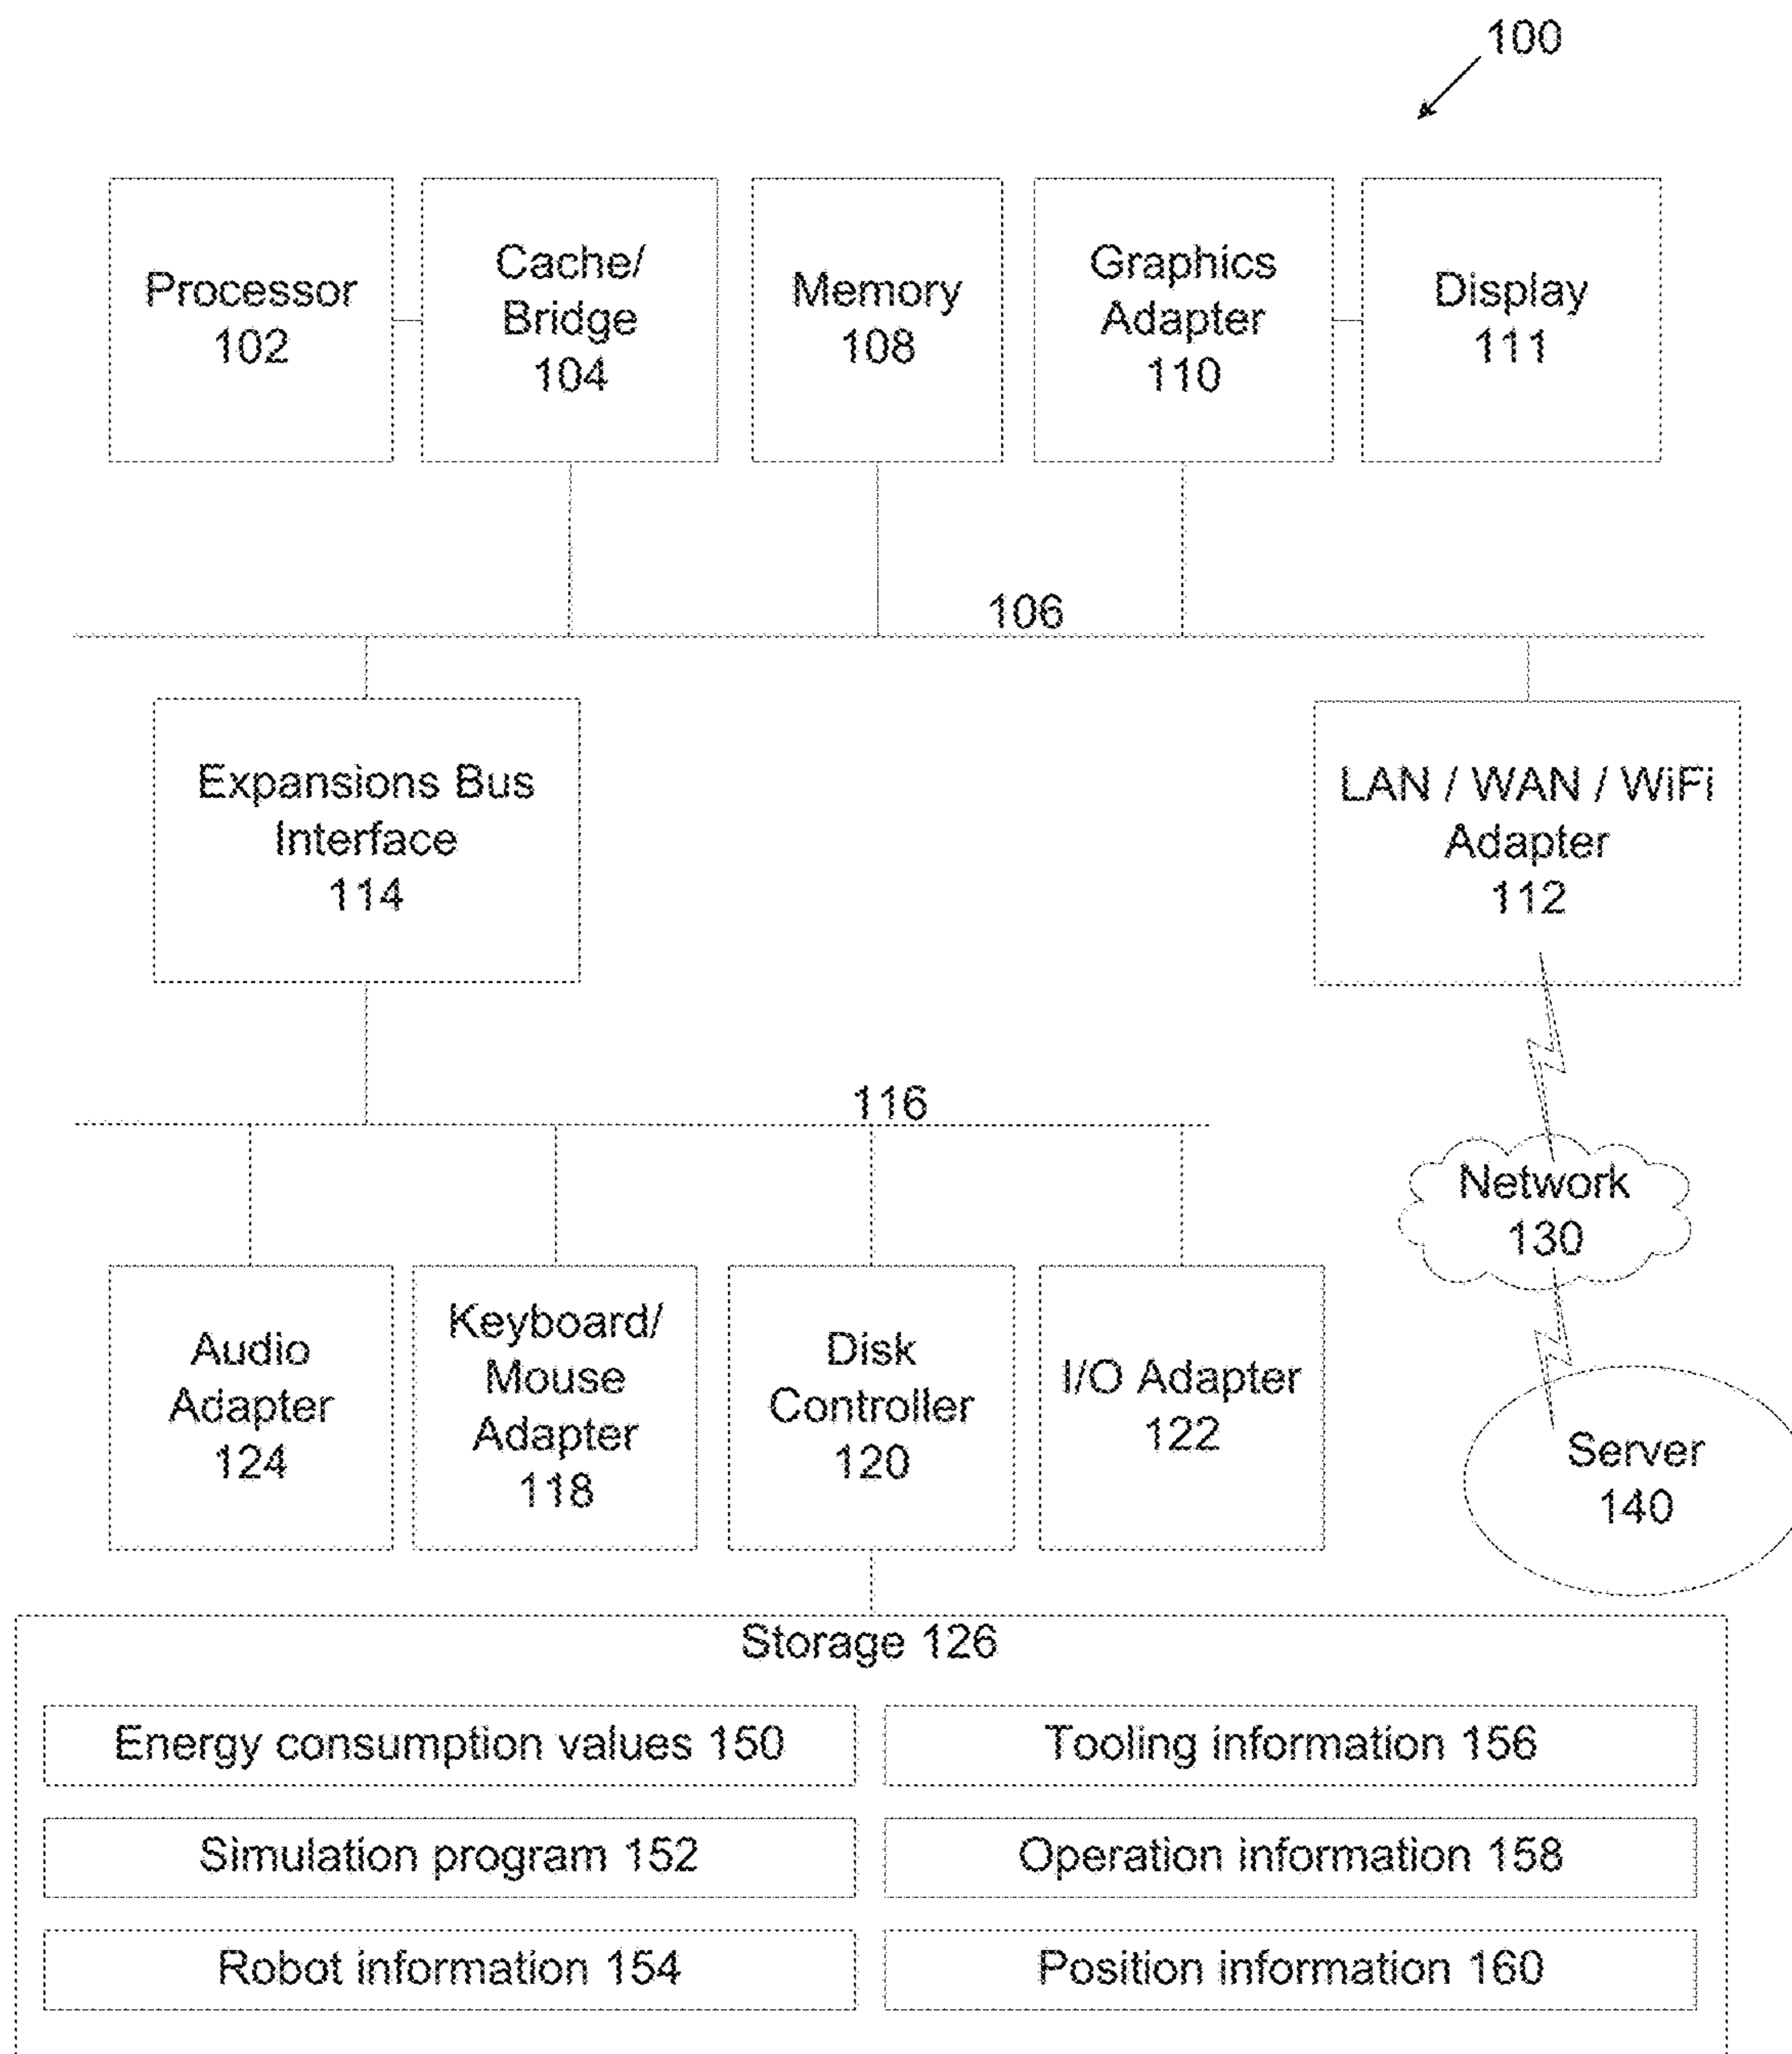 100
Processor
102
Cache/
Bridge
104
Memory
108
Graphics
Adapter
110
Display
111
106
Expansions Bus
Interface
114
LAN / WAN / WiFi
Adapter
112
116
Network
130
Audio
Adapter
124
Keyboard/
Mouse
Adapter
118
Disk
Controller
120
I/O Adapter
122
Server
140
Storage 126
Energy consumption values 150
Tooling information 156
Simulation program 152
Operation information 158
Robot information 154
Position information 160